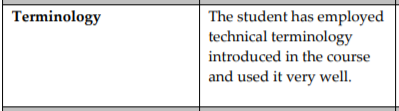 Terminology
The student has employed
technical terminology
introduced in the course
and used it very well.